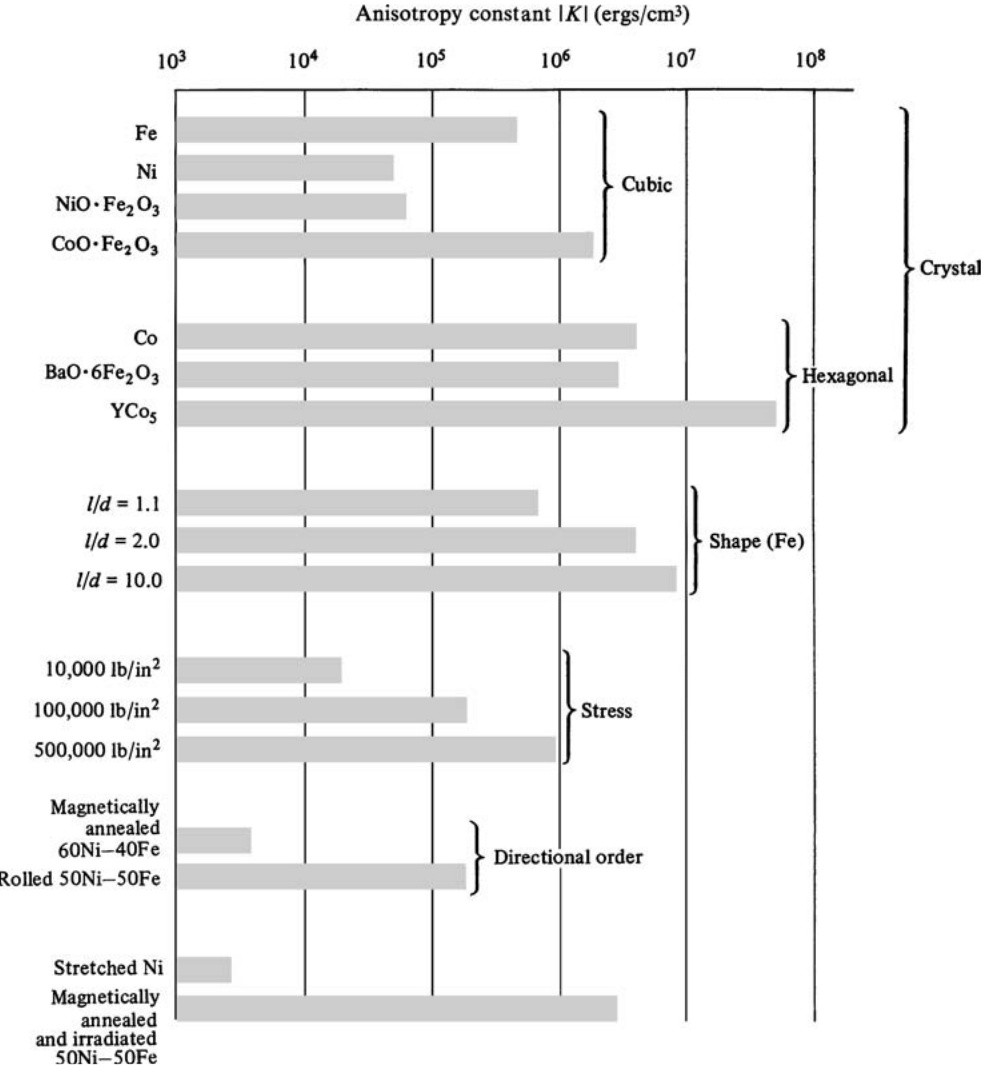 Anisotropy constant |K| (ergs/cm³)
10³ 10⁴ 10⁵ 10⁶ 10⁷ 10⁸
Fe
Ni
NiO·Fe₂O₃
CoO·Fe₂O₃
Cubic
Co
BaO·6Fe₂O₃
YCo₅
Hexagonal
Crystal
l/d = 1.1
l/d = 2.0
l/d = 10.0
Shape (Fe)
10,000 lb/in²
100,000 lb/in²
500,000 lb/in²
Stress
Magnetically
annealed
60Ni–40Fe
Rolled 50Ni–50Fe
Directional order
Stretched Ni
Magnetically
annealed
and irradiated
50Ni–50Fe